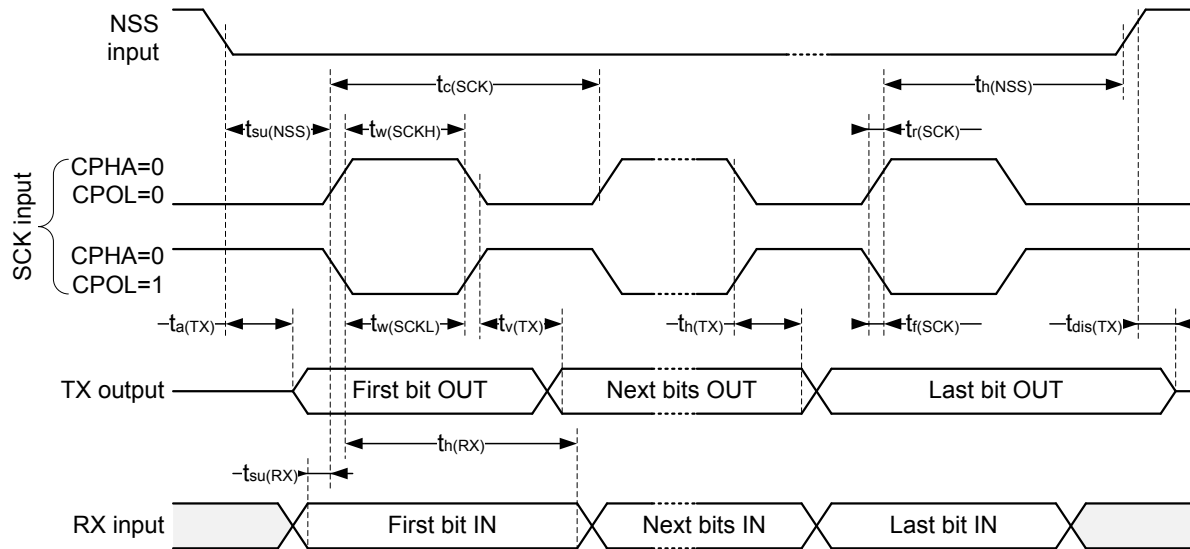 NSS
input
tc(SCK)
th(NSS)
tsu(NSS)
tw(SCKH)
tr(SCK)
SCK input
CPHA=0
CPOL=0
CPHA=0
CPOL=1
ta(TX)
tw(SCKL)
tv(TX)
th(TX)
tf(SCK)
tdis(TX)
TX output
First bit OUT
Next bits OUT
Last bit OUT
th(RX)
tsu(RX)
RX input
First bit IN
Next bits IN
Last bit IN